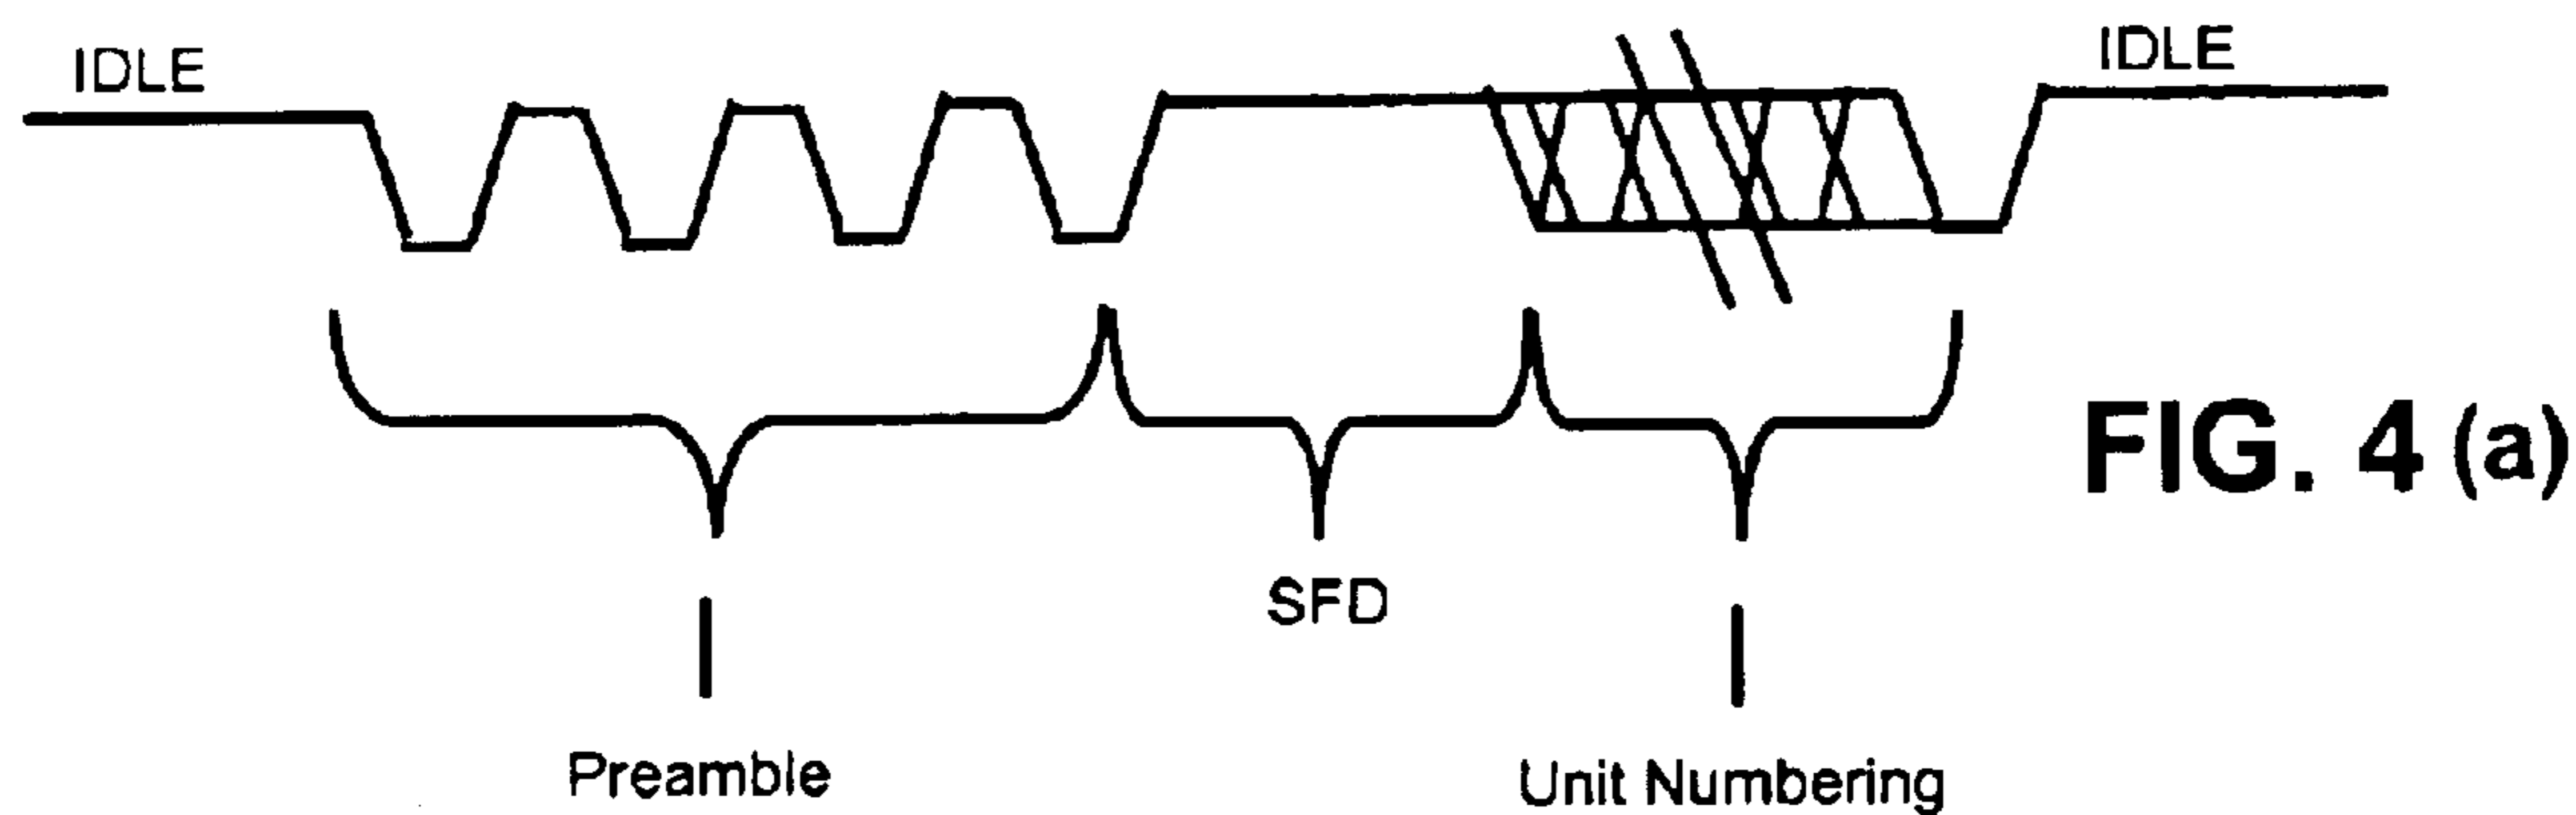 IDLE
IDLE
FIG. 4 (a)
SFD
Preamble
Unit Numbering